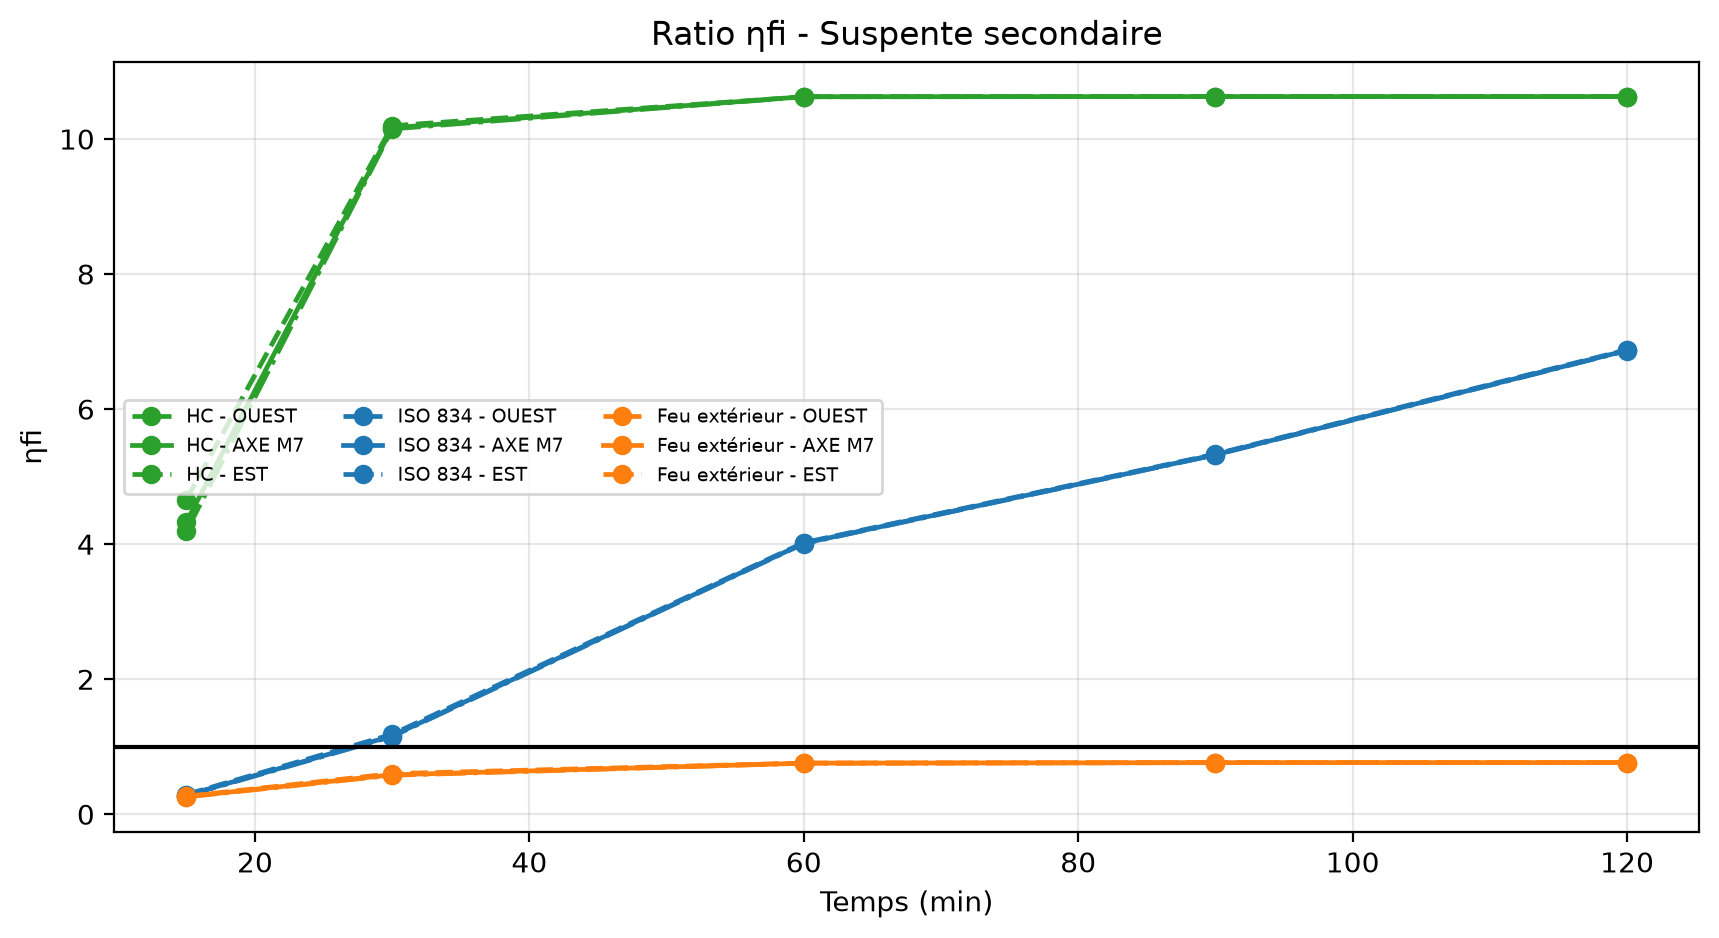 Ratio ηfi - Suspente secondaire
ηfi
10
8
6
4
2
0
HC - OUEST
HC - AXE M7
HC - EST
ISO 834 - OUEST
ISO 834 - AXE M7
ISO 834 - EST
Feu extérieur - OUEST
Feu extérieur - AXE M7
Feu extérieur - EST
20 40 60 80 100 120
Temps (min)